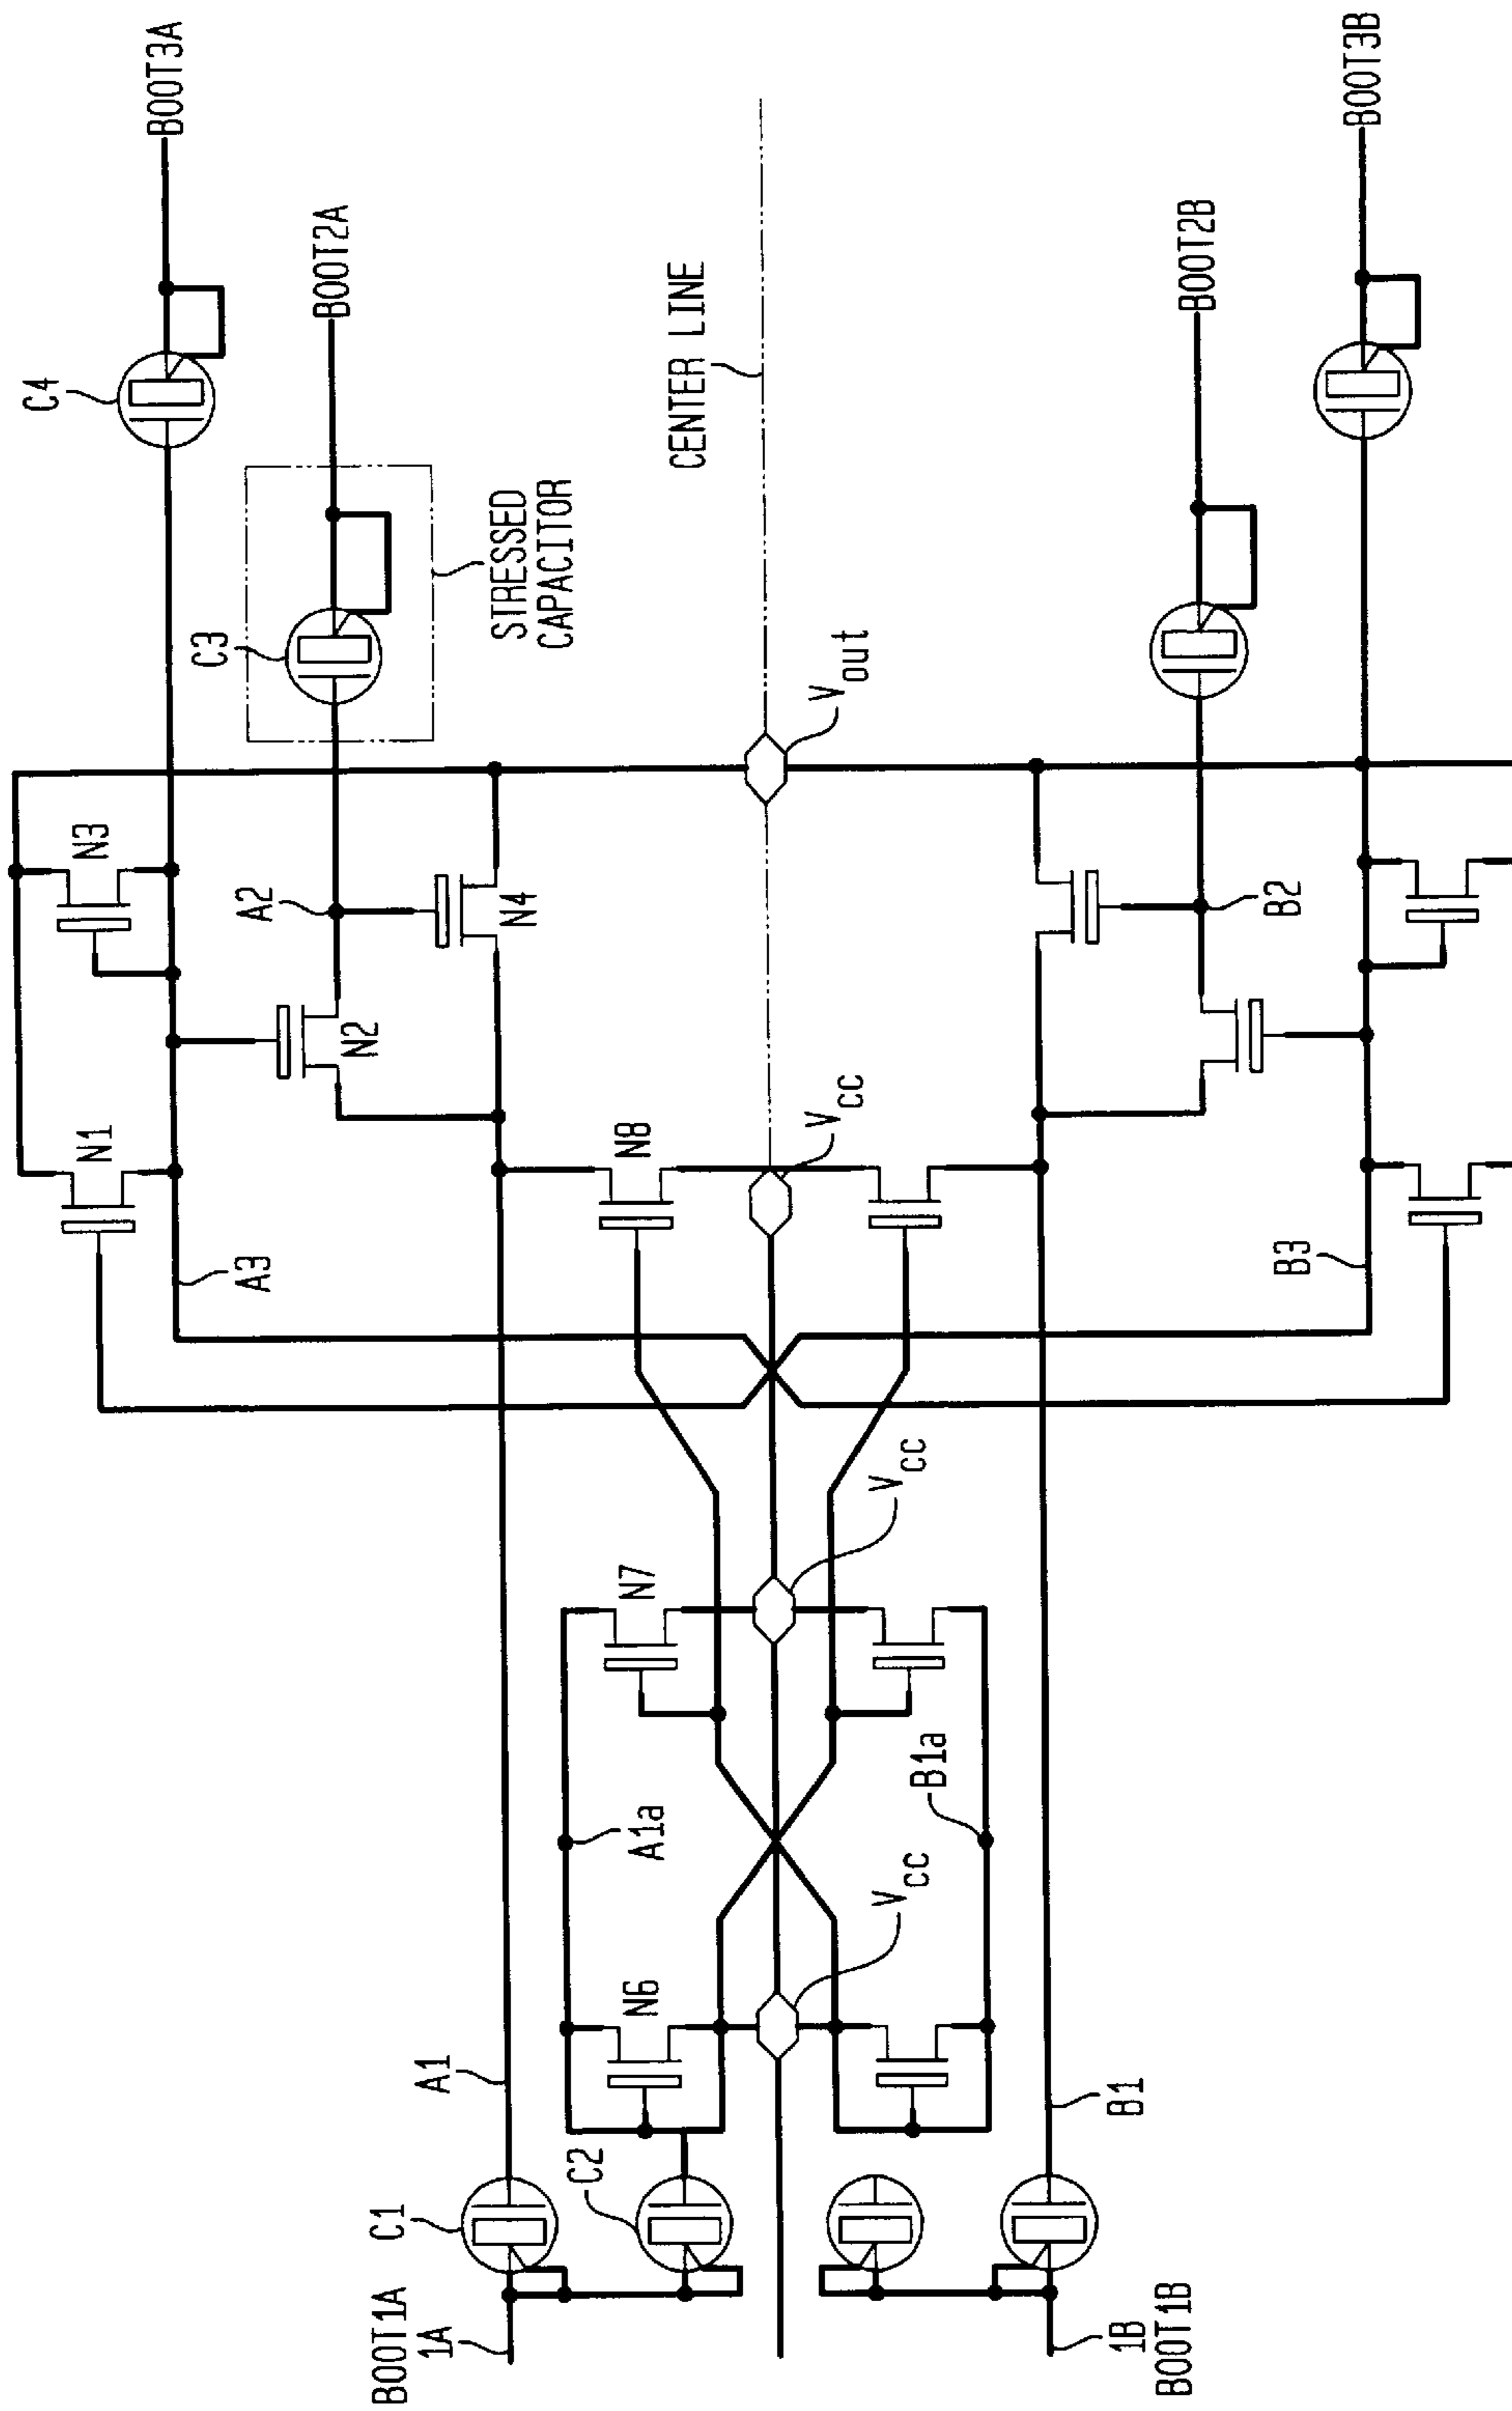 BOOT3A
C4
BOOT2A
C3
STRESSED
CAPACITOR
CENTER LINE
BOOT2B
BOOT3B
Vout
N3
A2
N4
B2
N2
N1
N8
Vcc
A3
B3
Vcc
N7
A1a
B1a
Vcc
N6
A1
B1
C2
C1
BOOT1A
1A
1B
BOOT1B